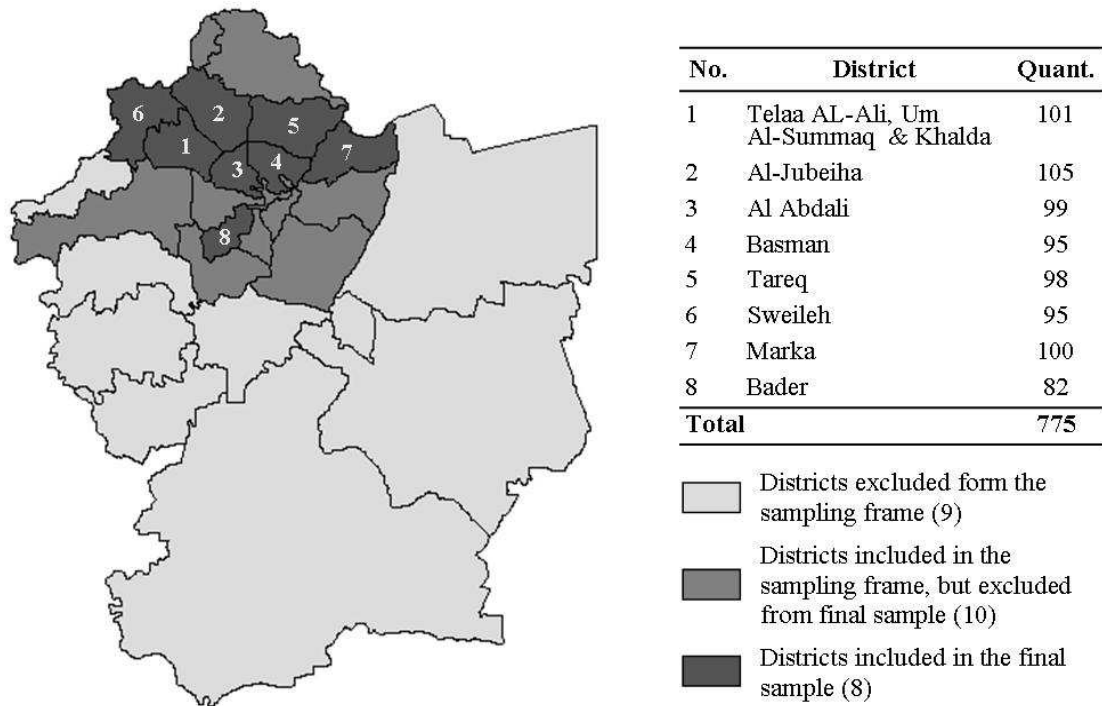 6
2
5
1
3
4
7
8
No. District Quant.
1 Telaa AL-Ali, Um 101
Al-Summaq & Khalda
2 Al-Jubeiha 105
3 Al Abdali 99
4 Basman 95
5 Tareq 98
6 Sweileh 95
7 Marka 100
8 Bader 82
Total 775
Districts excluded form the
sampling frame (9)
Districts included in the
sampling frame, but excluded
from final sample (10)
Districts included in the final
sample (8)